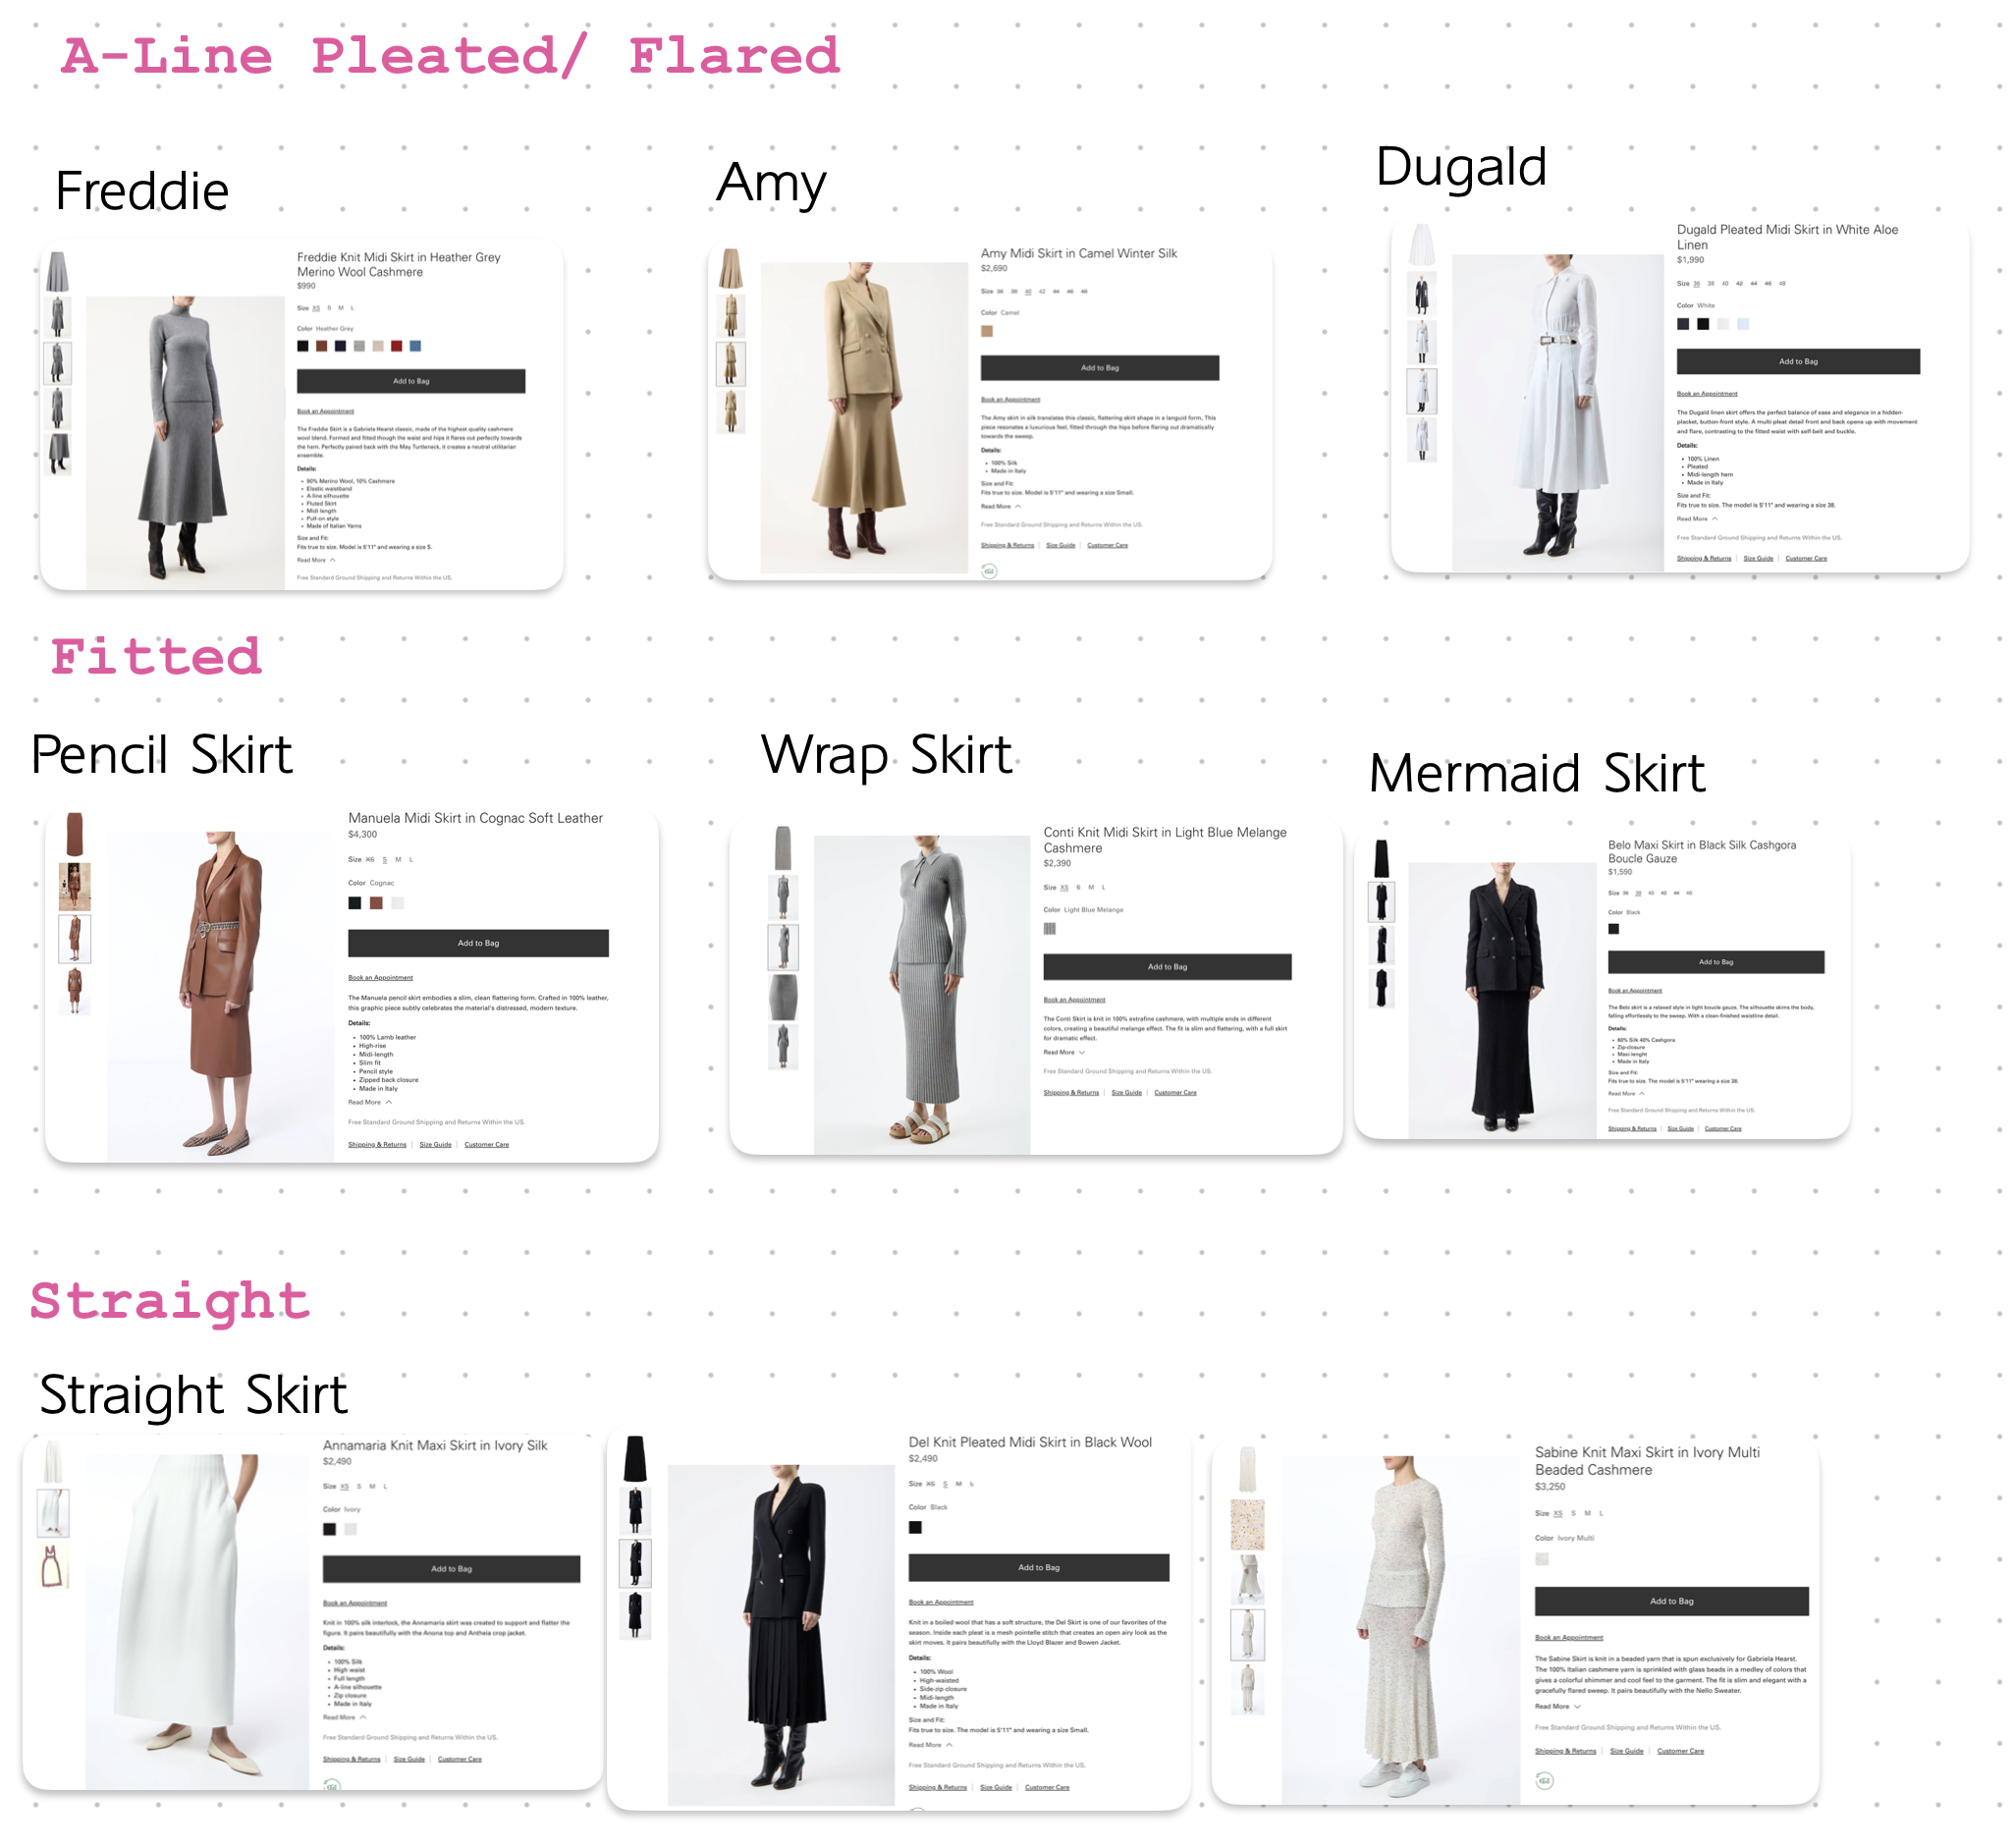 A-Line Pleated/ Flared
Freddie
Freddie Knit Midi Skirt in Heather Grey
Merino Wool Cashmere
$990
Size XS S M L
Color Heather Grey
Add to Bag
Book an Appointment
The Freddie Skirt is a Gabriela Hearst classic, made of the highest quality cashmere
wool blend. Formed and fitted though the waist and hips it flares out perfectly towards
the hem. Perfectly paired back with the May Turtleneck, it creates a neutral utilitarian
ensemble.
Details:
• 90% Merino Wool, 10% Cashmere
• Elastic waistband
• A-line silhouette
• Fluted Skirt
• Midi length
• Pull-on style
• Made of Italian Yarns
Size and Fit:
Fits true to size. Model is 5'11" and wearing a size S.
Read More
Free Standard Ground Shipping and Returns Within the US.
Amy
Amy Midi Skirt in Camel Winter Silk
$2,690
Size 36 38 40 42 44 46 48
Color Camel
Add to Bag
Book an Appointment
The Amy skirt in silk translates this classic, flattering skirt shape in a languid form, This
piece resonates a luxurious feel, fitted through the hips before flaring out dramatically
towards the sweep.
Details:
• 100% Silk
• Made in Italy
Size and Fit:
Fits true to size. Model is 5'11" and wearing a size Small.
Read More
Free Standard Ground Shipping and Returns Within the US.
Shipping & Returns Size Guide Customer Care
Dugald
Dugald Pleated Midi Skirt in White Aloe
Linen
$1,990
Size 36 38 40 42 44 46 48
Color White
Add to Bag
Book an Appointment
The Dugald linen skirt offers the perfect balance of ease and elegance in a hidden-
placket, button-front style. A multi-pleat detail front and back opens up with movement
and flare, contrasting to the fitted waist with self-belt and buckle.
Details:
• 100% Linen
• Pleated
• Midi-length hem
• Made in Italy
Size and Fit:
Fits true to size. The model is 5'11" and wearing a size 38.
Read More
Free Standard Ground Shipping and Returns Within the US.
Shipping & Returns Size Guide Customer Care
Fitted
Pencil Skirt
Manuela Midi Skirt in Cognac Soft Leather
$4,300
Size XS S M L
Color Cognac
Add to Bag
Book an Appointment
The Manuela pencil skirt embodies a slim, clean flattering form. Crafted in 100% leather,
this graphic piece subtly celebrates the material's distressed, modern texture.
Details:
• 100% Lamb leather
• High-rise
• Midi-length
• Slim fit
• Pencil style
• Zipped back closure
• Made in Italy
Read More
Free Standard Ground Shipping and Returns Within the US.
Shipping & Returns Size Guide Customer Care
Wrap Skirt
Conti Knit Midi Skirt in Light Blue Melange
Cashmere
$2,390
Size XS S M L
Color Light Blue Melange
Add to Bag
Book an Appointment
The Conti Skirt is knit in 100% extrafine cashmere, with multiple ends in different
colors, creating a beautiful melange effect. The fit is slim and flattering, with a full skirt
for dramatic effect.
Read More
Free Standard Ground Shipping and Returns Within the US.
Shipping & Returns Size Guide Customer Care
Mermaid Skirt
Belo Maxi Skirt in Black Silk Cashgora
Boucle Gauze
$1,590
Size
Color Black
Add to Bag
Book an Appointment
The Belo skirt is a relaxed style in light boucle gauze. The silhouette skims the body,
falling effortlessly to the sweep. With a clean-finished waistline detail.
Details:
• 60% Silk 40% Cashgora
• Zip closure
• Maxi lenght
• Made in Italy
Size and Fit:
Fits true to size. The model is 5'11" wearing a size 38.
Read More
Free Standard Ground Shipping and Returns Within the US.
Shipping & Returns Size Guide Customer Care
Straight
Straight Skirt
Annamaria Knit Maxi Skirt in Ivory Silk
$2,490
Size XS S M L
Color Ivory
Add to Bag
Book an Appointment
Knit in 100% silk interlock, the Annamaria skirt was created to support and flatter the
figure. It pairs beautifully with the Anona top and Antheia crop jacket.
Details:
• 100% Silk
• High waist
• Full length
• A-line silhouette
• Zip closure
• Made in Italy
Read More
Free Standard Ground Shipping and Returns Within the US.
Shipping & Returns Size Guide Customer Care
Del Knit Pleated Midi Skirt in Black Wool
$2,490
Size XS S M L
Color Black
Add to Bag
Book an Appointment
Knit in a boiled wool that has a soft structure, the Del Skirt is one of our favorites of the
season. Inside each pleat is a mesh pointelle stitch that creates an open airy look as the
skirt moves. It pairs beautifully with the Lloyd Blazer and Bowen Jacket.
Details:
• 100% Wool
• High-waisted
• Side-zip closure
• Midi-length
• Made in Italy
Size and Fit:
Fits true to size. The model is 5'11" and wearing a size Small.
Read More
Free Standard Ground Shipping and Returns Within the US.
Shipping & Returns Size Guide Customer Care
Sabine Knit Maxi Skirt in Ivory Multi
Beaded Cashmere
$3,250
Size XS S M L
Color Ivory Multi
Add to Bag
Book an Appointment
The Sabine Skirt is knit in a beaded yarn that is spun exclusively for Gabriela Hearst.
The 100% Italian cashmere yarn is sprinkled with glass beads in a medley of colors that
gives a colorful shimmer and cool feel to the garment. The fit is slim and elegant with a
gracefully flared sweep. It pairs beautifully with the Nello Sweater.
Read More
Free Standard Ground Shipping and Returns Within the US.
Shipping & Returns Size Guide Customer Care